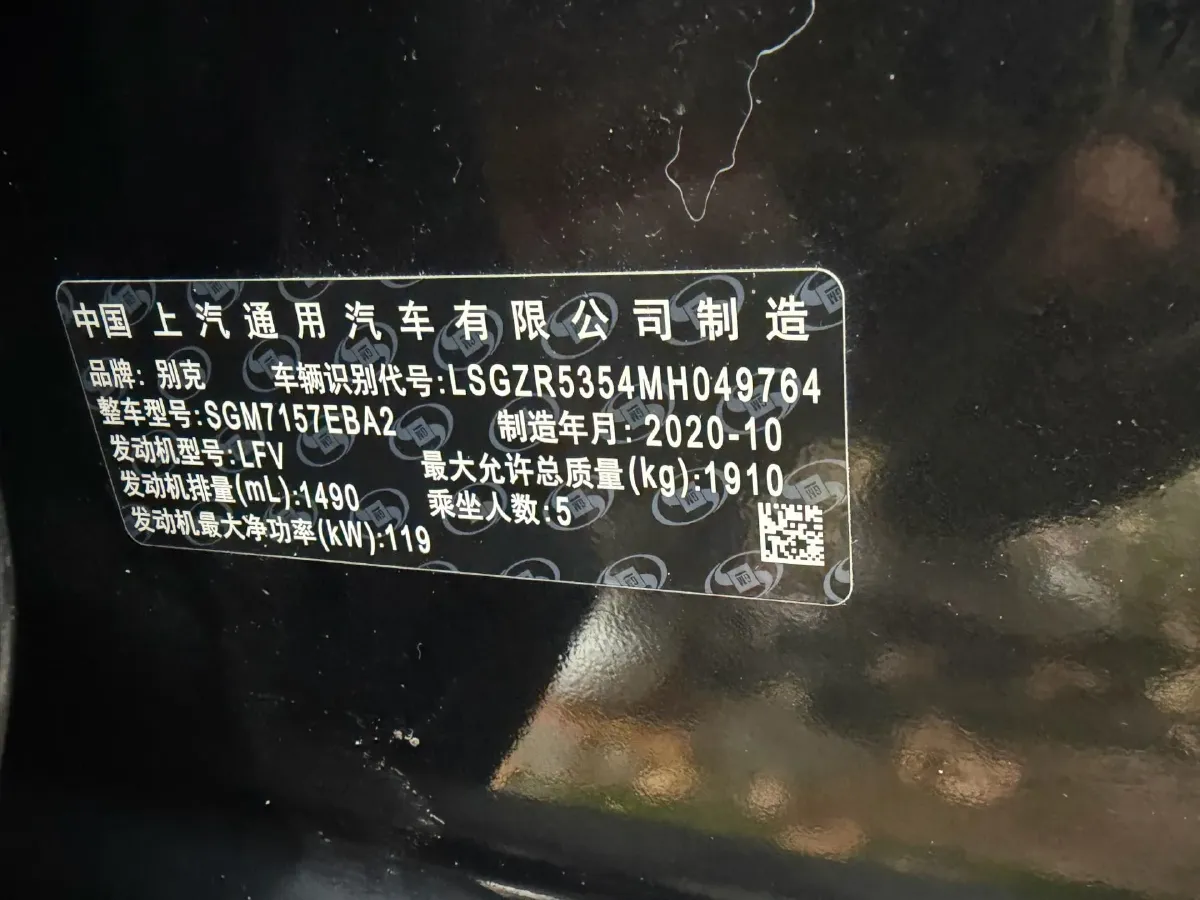 中国上汽通用汽车有限公司制造
品牌: 别克 车辆识别代号:LSGZR5354MH049764
整车型号:SGM7157EBA2 制造年月: 2020-10
发动机型号:LFV 最大允许总质量(kg):1910
发动机排量(mL):1490 乘坐人数:5
发动机最大净功率(kW):119